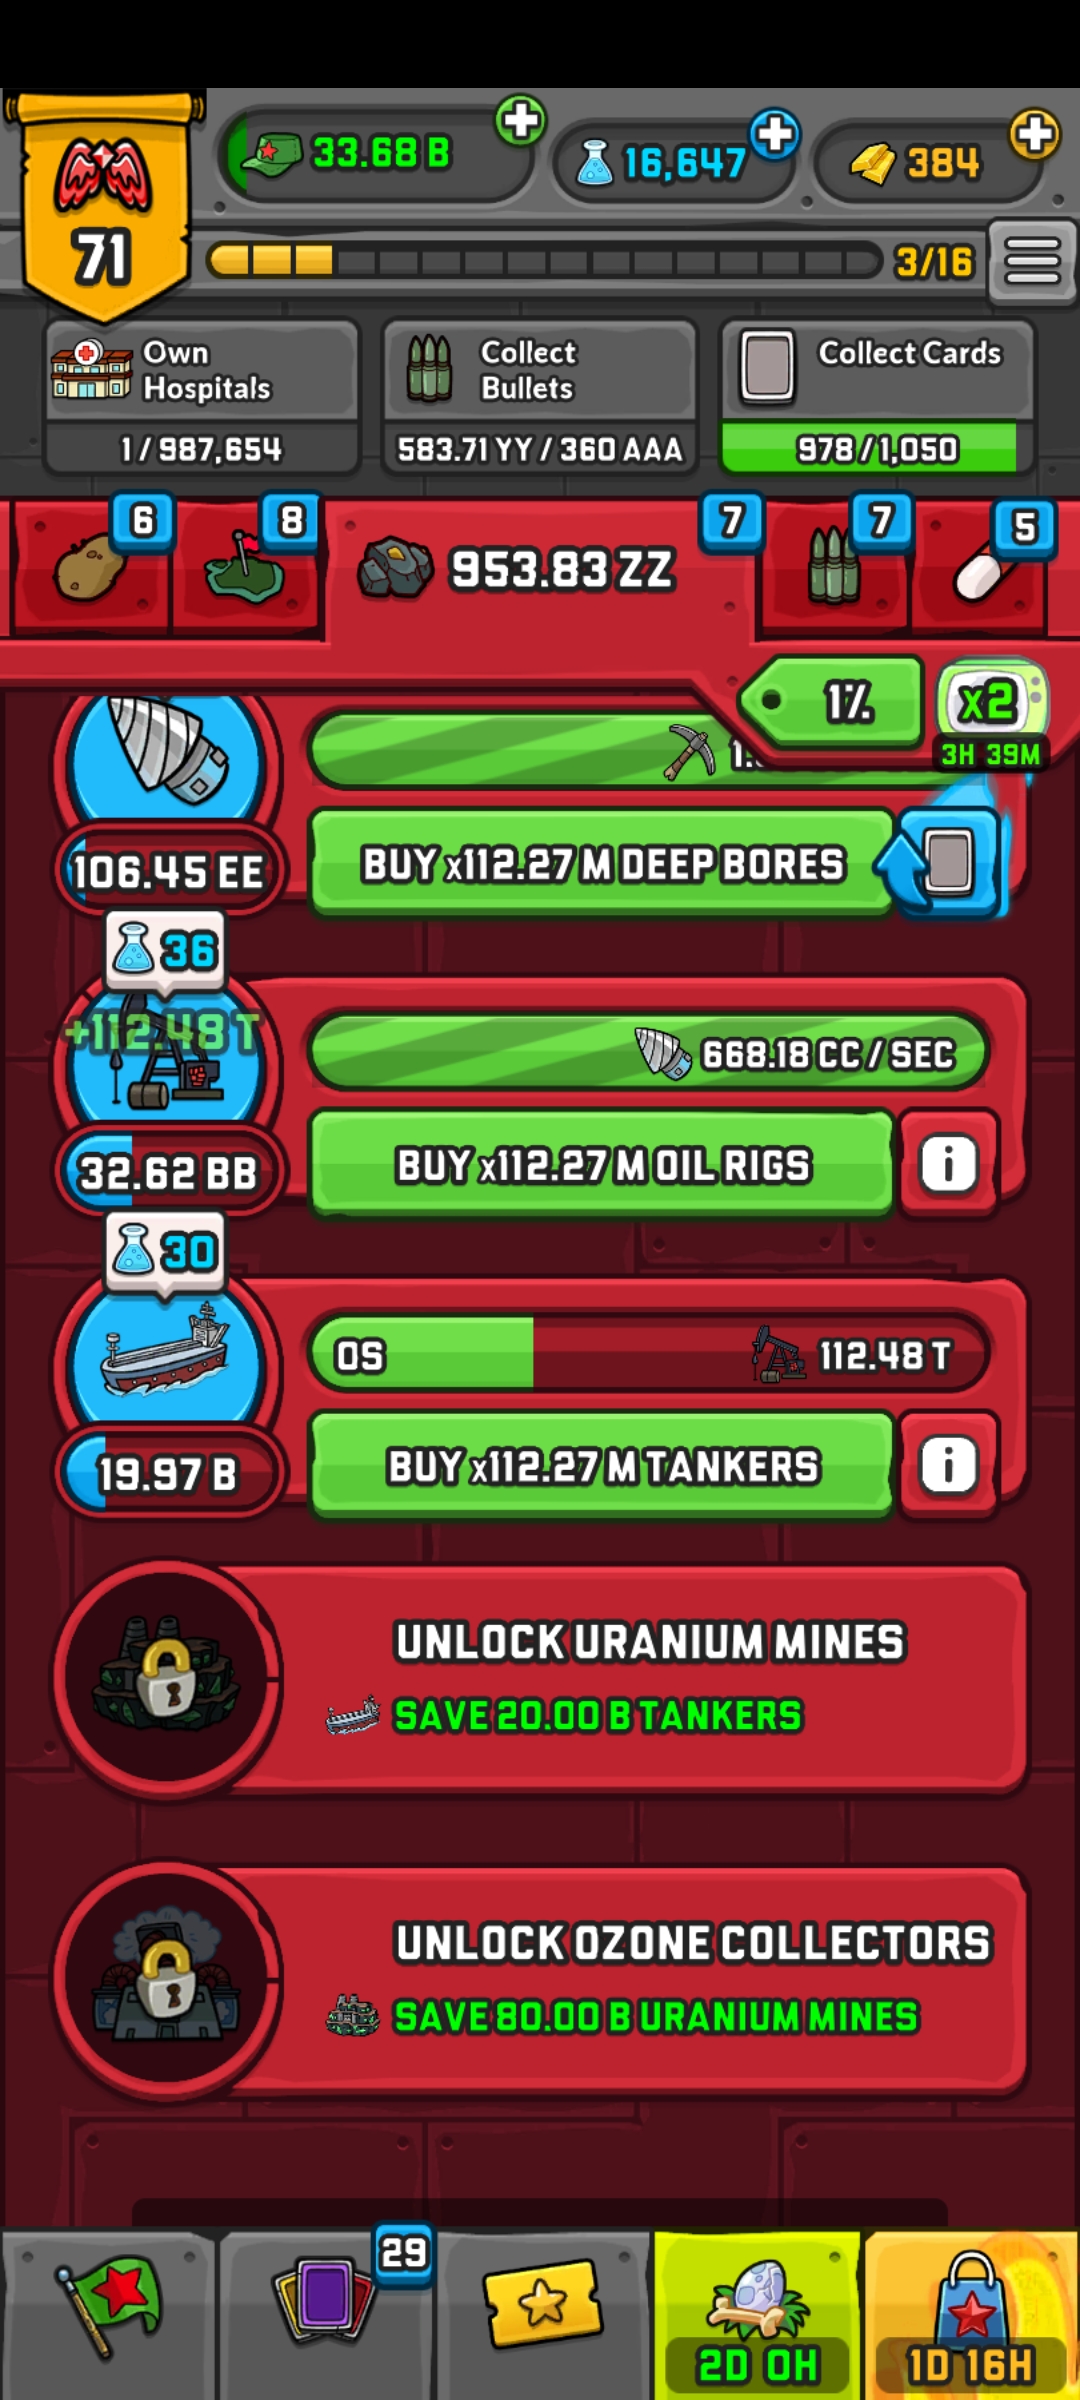 33.68 B
16,647
384
71
3/16
Own
Hospitals
1 / 987,654
Collect
Bullets
583.71 YY / 360 AAA
Collect Cards
978 / 1,050
6
8
953.83 ZZ
7
7
5
1%
x2
3H 39M
106.45 EE
BUY x112.27 M DEEP BORES
36
+112.48 T
668.18 CC / SEC
32.62 BB
BUY x112.27 M OIL RIGS
i
30
0S
112.48 T
19.97 B
BUY x112.27 M TANKERS
i
UNLOCK URANIUM MINES
SAVE 20.00 B TANKERS
UNLOCK OZONE COLLECTORS
SAVE 80.00 B URANIUM MINES
29
2D 0H
1D 16H